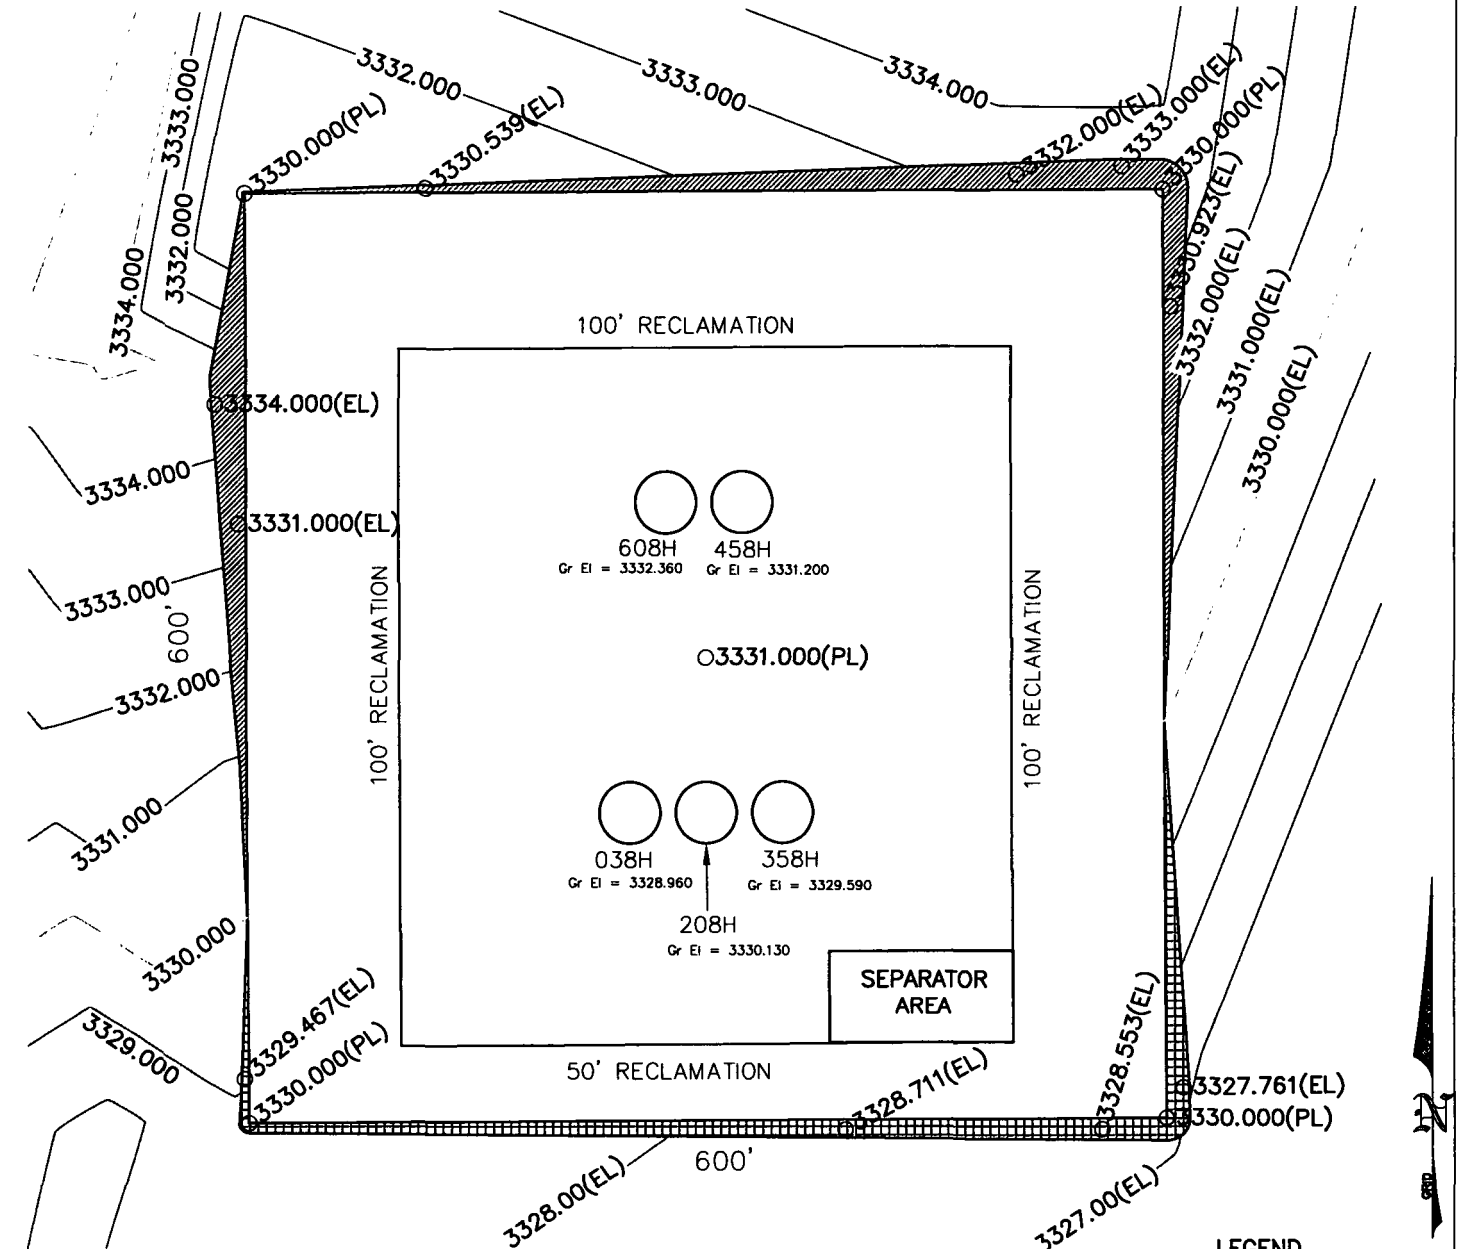 3332.000
3333.000
3334.000
3333.000
3330.000(PL)
3330.539(EL)
3332.000(EL)
3333.000(EL)
3330.000(PL)
3332.000
3334.000
3330.923(EL)
3332.000(EL)
3331.000(EL)
3330.000(EL)
100' RECLAMATION
3334.000(EL)
3334.000
3331.000(EL)
608H
Gr El = 3332.360
458H
Gr El = 3331.200
3333.000
600'
100' RECLAMATION
3331.000(PL)
100' RECLAMATION
3332.000
3331.000
038H
Gr El = 3328.960
358H
Gr El = 3329.590
208H
Gr El = 3330.130
3330.000
SEPARATOR
AREA
3329.467(EL)
3329.000
3330.000(PL)
50' RECLAMATION
3328.711(EL)
3328.553(EL)
3327.761(EL)
3330.000(PL)
600'
3328.00(EL)
3327.00(EL)
N
GRID
LEGEND